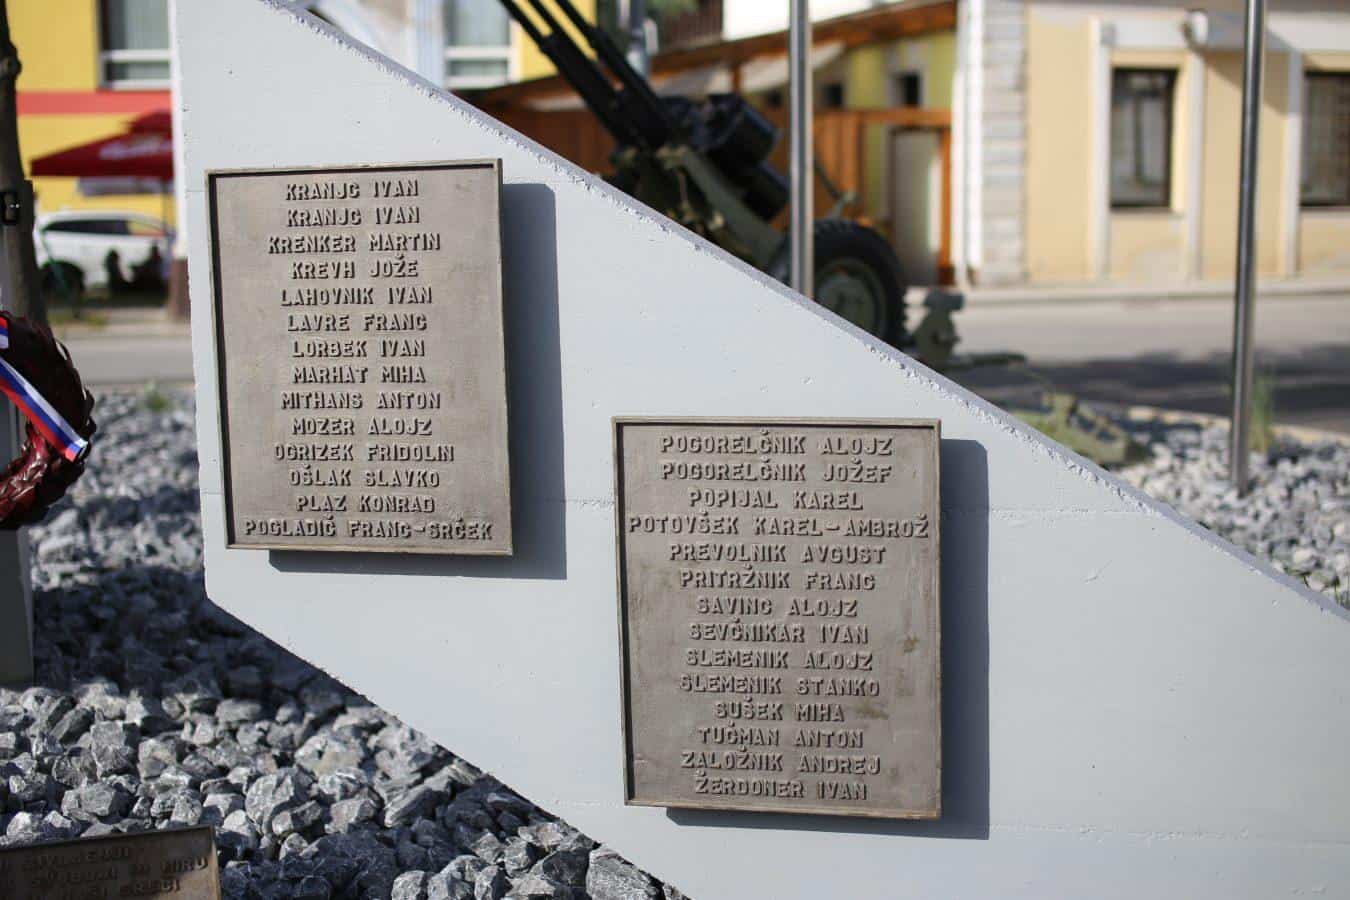 KRANJC IVAN
KRANJC IVAN
KRENKER MARTIN
KREVH JOŽE
LAHOVNIK IVAN
LAVRE FRANC
LORBEK IVAN
MARHAT MIHA
MITHANS ANTON
MOZER ALOJZ
OGRIZEK FRIDOLIN
OŠLAK SLAVKO
PLAZ KONRAD
POGLADIČ FRANC-SRČEK
POGORELČNIK ALOJZ
POGORELČNIK JOŽEF
POPIJAL KAREL
POTOVŠEK KAREL-AMBROŽ
PREVOLNIK AVGUST
PRITRŽNIK FRANC
SAVINC ALOJZ
SEVČNIKAR IVAN
SLEMENIK ALOJZ
SLEMENIK STANKO
SUŠEK MIHA
TUČMAN ANTON
ZALOŽNIK ANDREJ
ŽERDONER IVAN
MIRU
SREČI